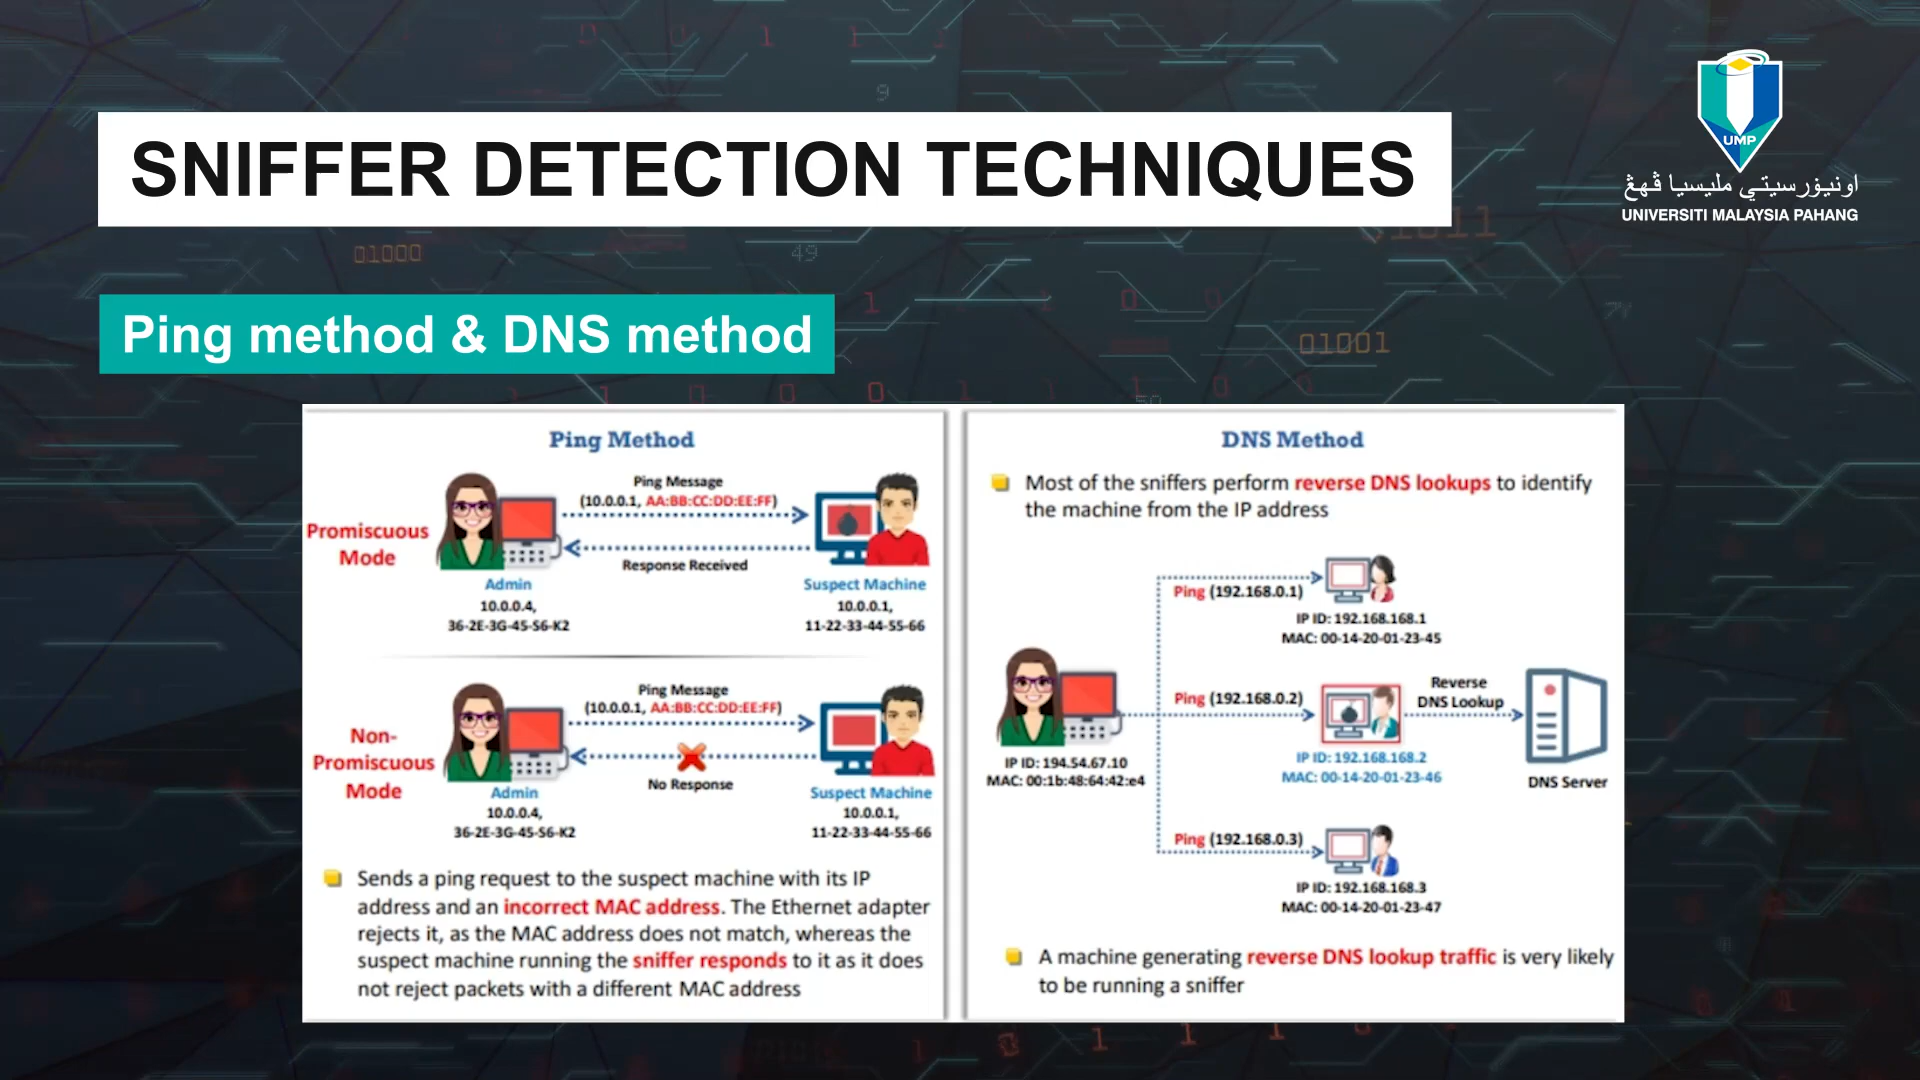 SNIFFER DETECTION TECHNIQUES
UMP
اونيۏرسيتي مليسيا ڤهڠ
UNIVERSITI MALAYSIA PAHANG
Ping method & DNS method
Ping Method
Promiscuous
Mode
Ping Message
(10.0.0.1, AA:BB:CC:DD:EE:FF)
Response Received
Admin
10.0.0.4,
36-2E-3G-45-S6-K2
Suspect Machine
10.0.0.1,
11-22-33-44-55-66
Non-
Promiscuous
Mode
Ping Message
(10.0.0.1, AA:BB:CC:DD:EE:FF)
No Response
Admin
10.0.0.4,
36-2E-3G-45-S6-K2
Suspect Machine
10.0.0.1,
11-22-33-44-55-66
Sends a ping request to the suspect machine with its IP
address and an incorrect MAC address. The Ethernet adapter
rejects it, as the MAC address does not match, whereas the
suspect machine running the sniffer responds to it as it does
not reject packets with a different MAC address
DNS Method
Most of the sniffers perform reverse DNS lookups to identify
the machine from the IP address
Ping (192.168.0.1)
IP ID: 192.168.168.1
MAC: 00-14-20-01-23-45
IP ID: 194.54.67.10
MAC: 00:1b:48:64:42:e4
Ping (192.168.0.2)
IP ID: 192.168.168.2
MAC: 00-14-20-01-23-46
Reverse
DNS Lookup
DNS Server
Ping (192.168.0.3)
IP ID: 192.168.168.3
MAC: 00-14-20-01-23-47
A machine generating reverse DNS lookup traffic is very likely
to be running a sniffer
01000
49
01001
01011
9